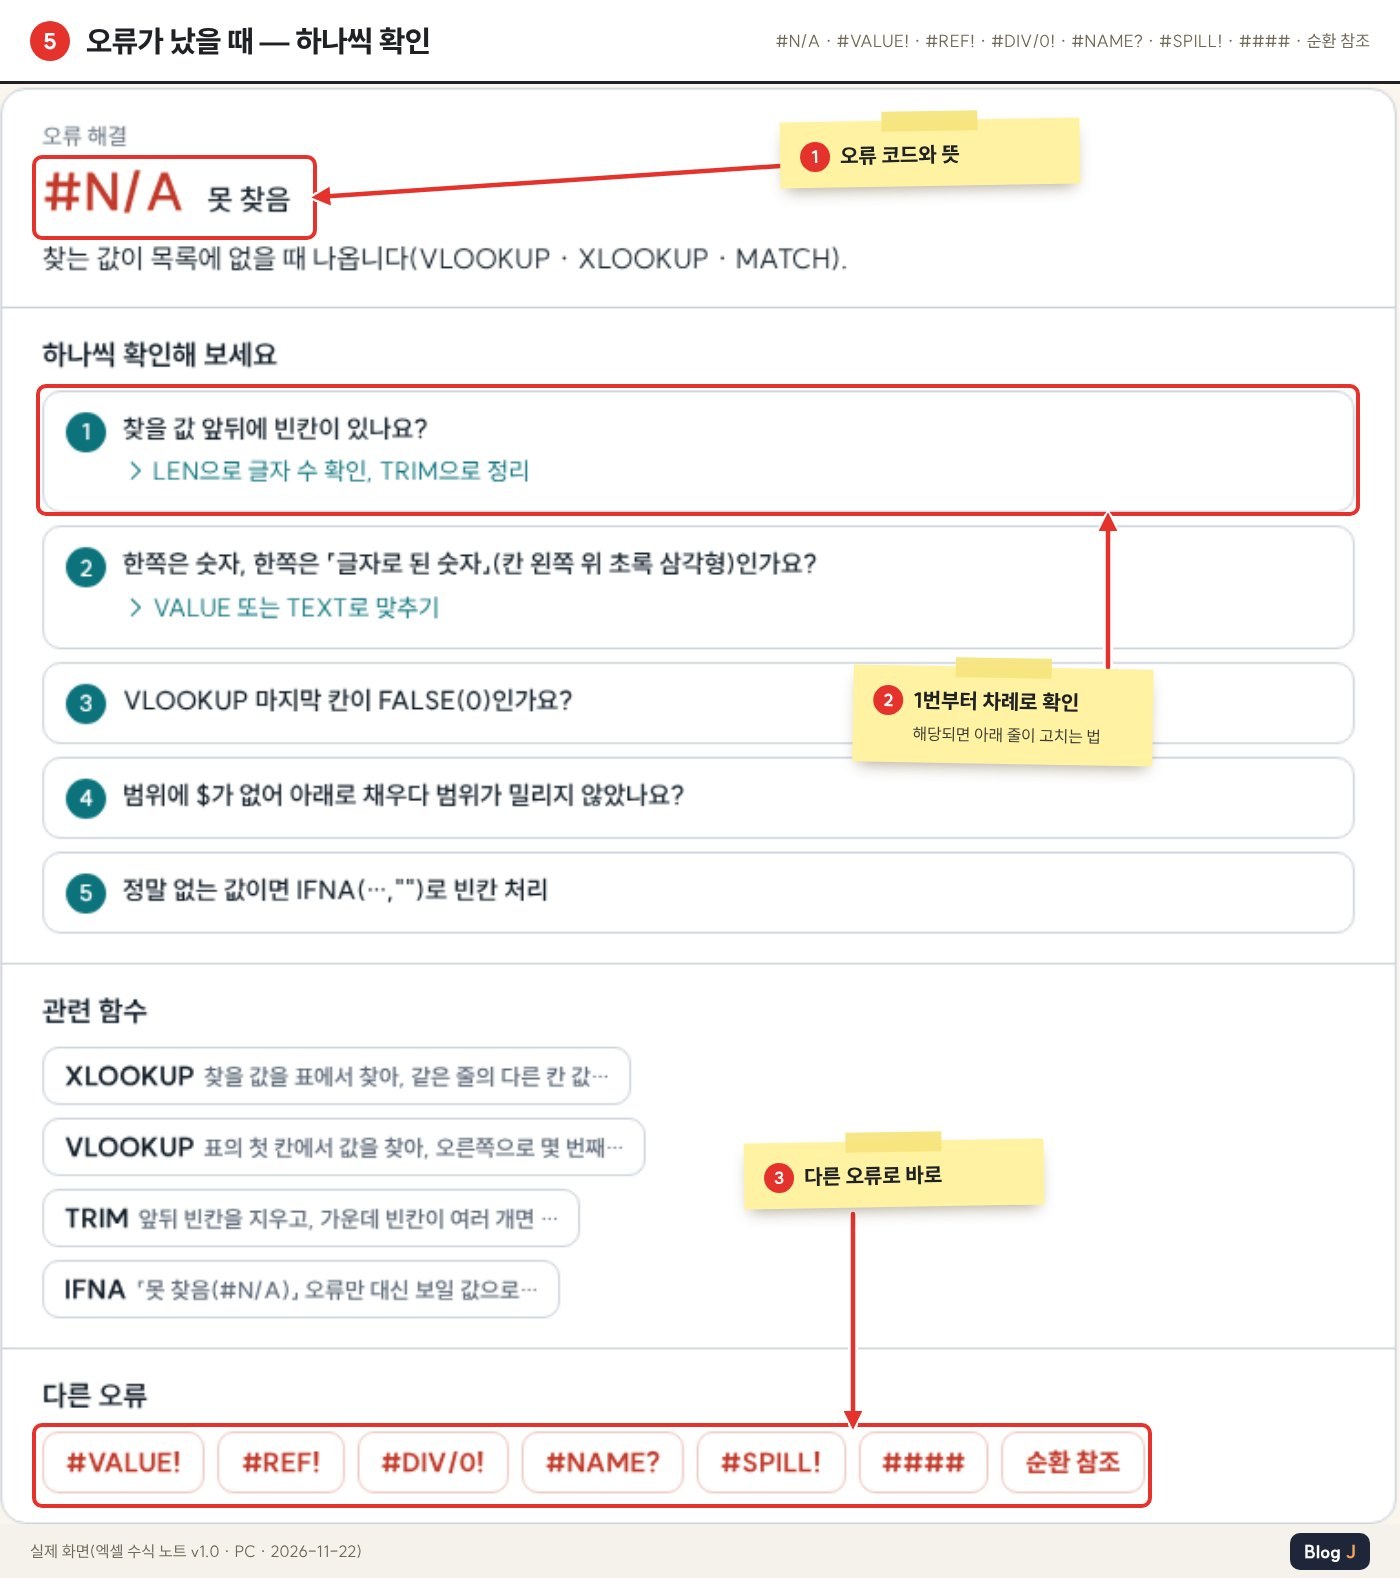 5 오류가 났을 때 — 하나씩 확인
#N/A · #VALUE! · #REF! · #DIV/0! · #NAME? · #SPILL! · #### · 순환 참조
오류 해결
1 오류 코드와 뜻
#N/A 못 찾음
찾는 값이 목록에 없을 때 나옵니다(VLOOKUP · XLOOKUP · MATCH).
하나씩 확인해 보세요
1 찾을 값 앞뒤에 빈칸이 있나요?
> LEN으로 글자 수 확인, TRIM으로 정리
2 한쪽은 숫자, 한쪽은 「글자로 된 숫자」(칸 왼쪽 위 초록 삼각형)인가요?
> VALUE 또는 TEXT로 맞추기
3 VLOOKUP 마지막 칸이 FALSE(0)인가요?
2 1번부터 차례로 확인
해당되면 아래 줄이 고치는 법
4 범위에 $가 없어 아래로 채우다 범위가 밀리지 않았나요?
5 정말 없는 값이면 IFNA(…,"")로 빈칸 처리
관련 함수
XLOOKUP 찾을 값을 표에서 찾아, 같은 줄의 다른 칸 값…
VLOOKUP 표의 첫 칸에서 값을 찾아, 오른쪽으로 몇 번째…
3 다른 오류로 바로
TRIM 앞뒤 빈칸을 지우고, 가운데 빈칸이 여러 개면 …
IFNA 「못 찾음(#N/A)」 오류만 대신 보일 값으로…
다른 오류
#VALUE! #REF! #DIV/0! #NAME? #SPILL! #### 순환 참조
실제 화면(엑셀 수식 노트 v1.0 · PC · 2026-11-22)
Blog J